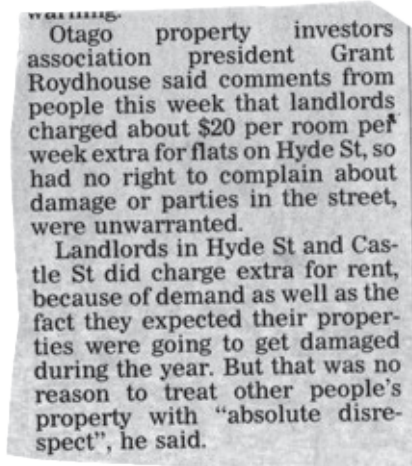 warming.
Otago property investors
association president Grant
Roydhouse said comments from
people this week that landlords
charged about $20 per room per
week extra for flats on Hyde St, so
had no right to complain about
damage or parties in the street,
were unwarranted.
Landlords in Hyde St and Cas-
tle St did charge extra for rent,
because of demand as well as the
fact they expected their proper-
ties were going to get damaged
during the year. But that was no
reason to treat other people's
property with “absolute disre-
spect”, he said.